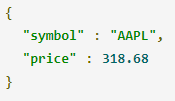 {
"symbol" : "AAPL",
"price" : 318.68
}